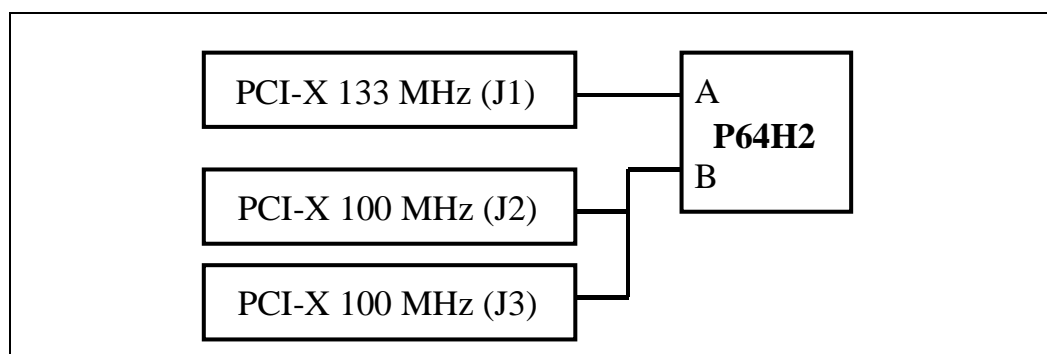 PCI-X 133 MHz (J1)
A
P64H2
B
PCI-X 100 MHz (J2)
PCI-X 100 MHz (J3)